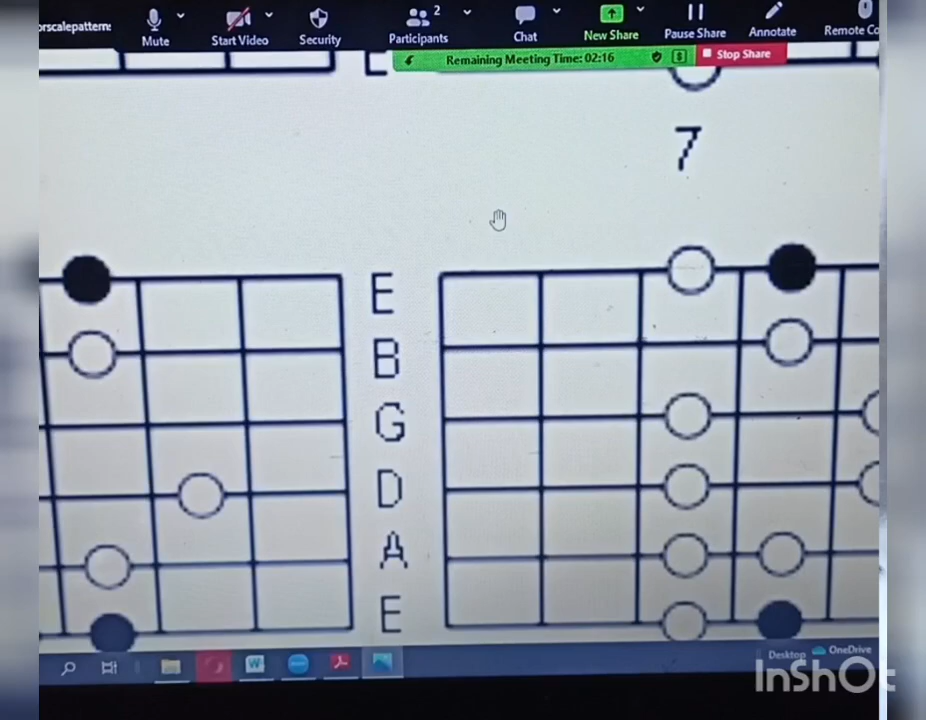 orscalepatterns
Mute
Start Video
Security
Participants
2
Chat
New Share
Pause Share
Annotate
Remote Co
Remaining Meeting Time: 02:16
Stop Share
E
7
E
B
G
D
A
E
Desktop
OneDrive
InShOt